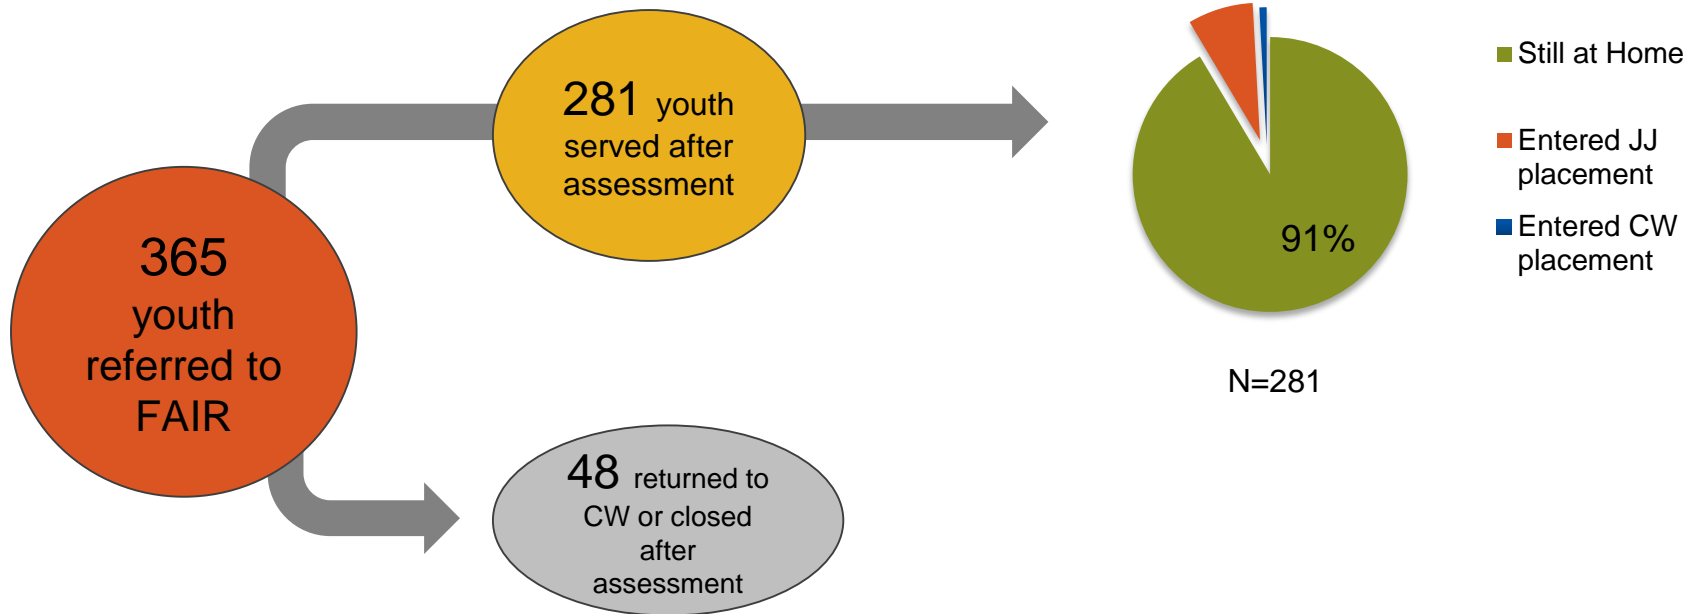 365
youth
referred to
FAIR
281 youth
served after
assessment
48 returned to
CW or closed
after
assessment
91%
N=281
Still at Home
Entered JJ
placement
Entered CW
placement